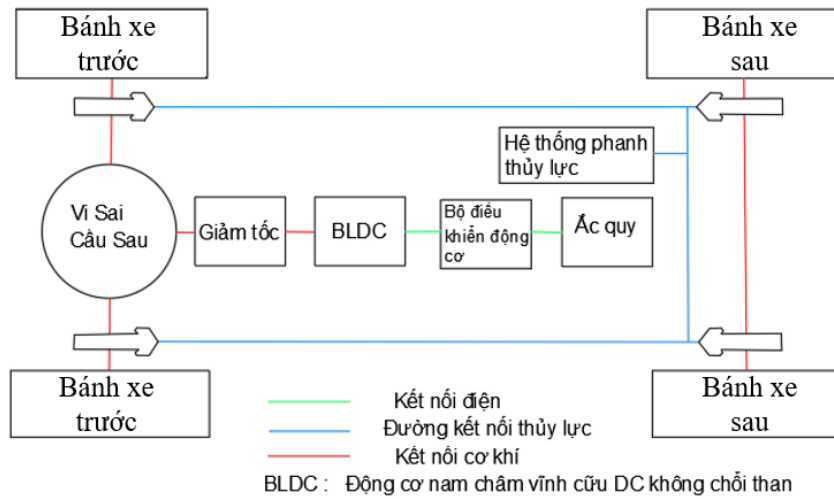 Bánh xe
trước
Bánh xe
sau
Hệ thống phanh
thủy lực
Vi Sai
Cầu Sau
Giảm tốc
BLDC
Bộ điều
khiển động
cơ
Ắc quy
Bánh xe
trước
Bánh xe
sau
Kết nối điện
Đường kết nối thủy lực
Kết nối cơ khí
BLDC : Động cơ nam châm vĩnh cữu DC không chổi than